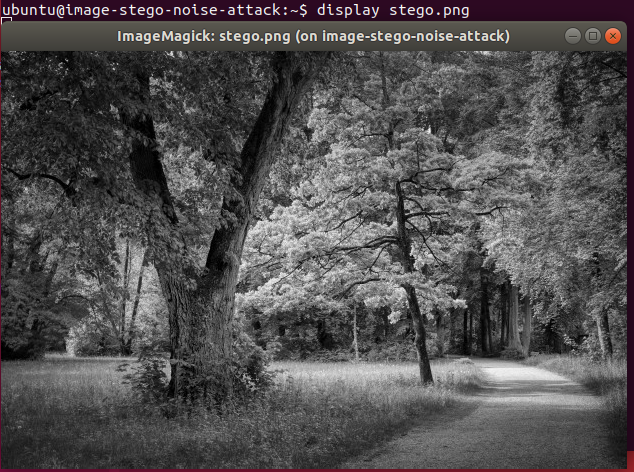 ubuntu@image-stego-noise-attack:~$ display stego.png
ImageMagick: stego.png (on image-stego-noise-attack)